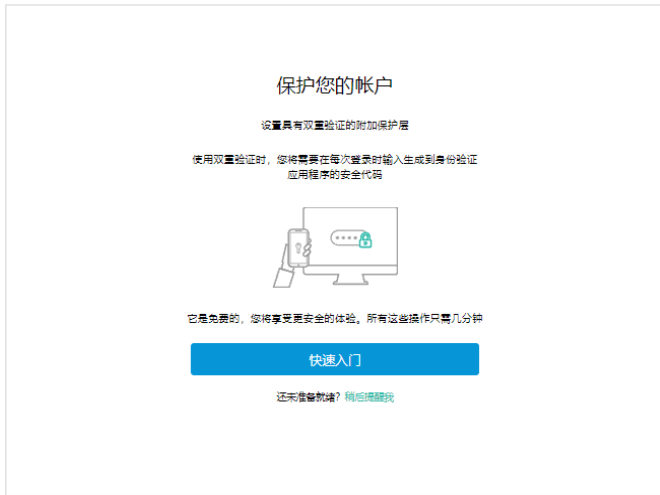 保护您的帐户
设置具有双重验证的附加保护层
使用双重验证时，您将需要在每次登录时输入生成到身份验证
应用程序的安全代码
它是免费的，您将享受更安全的体验。所有这些操作只需几分钟
快速入门
还未准备就绪？稍后提醒我